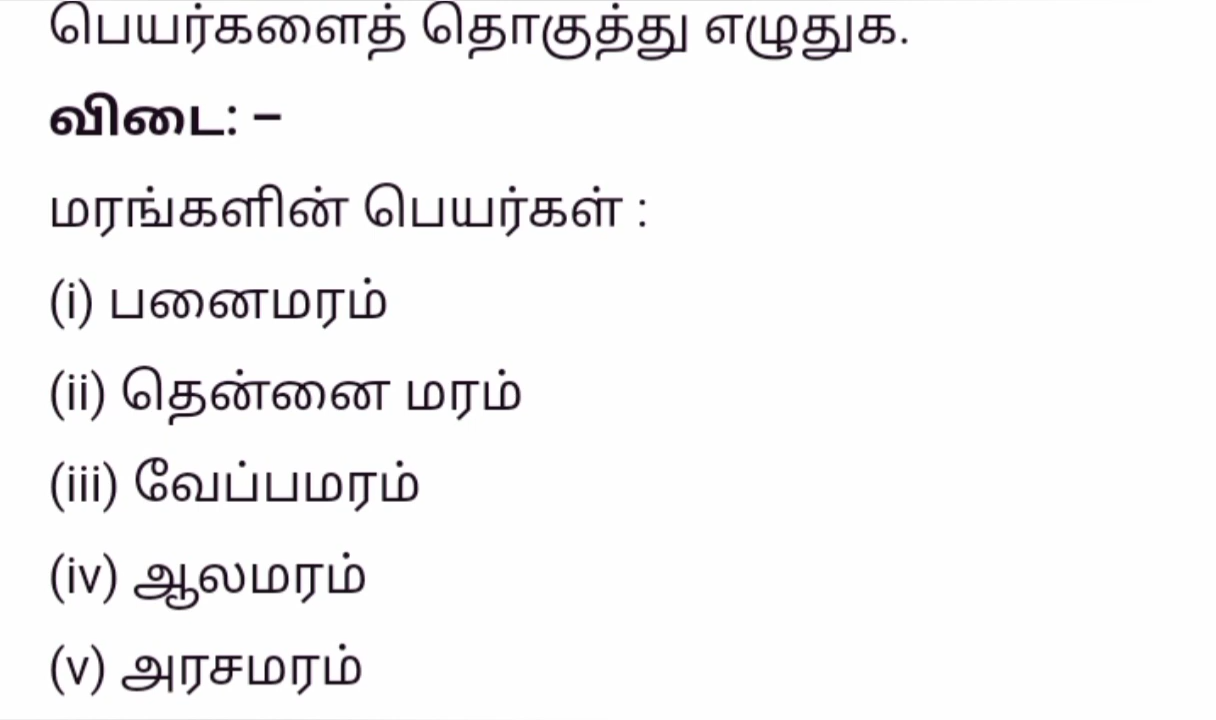 பெயர்களைத் தொகுத்து எழுதுக.
விடை: –
மரங்களின் பெயர்கள் :
(i) பனைமரம்
(ii) தென்னை மரம்
(iii) வேப்பமரம்
(iv) ஆலமரம்
(v) அரசமரம்